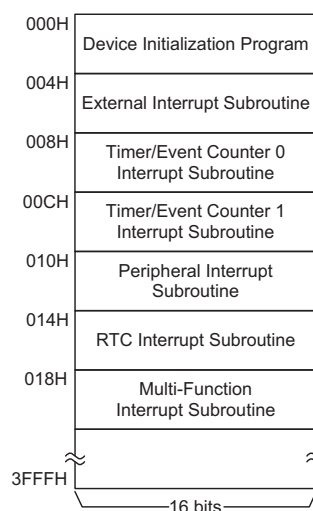 000H
Device Initialization Program
004H
External Interrupt Subroutine
008H
Timer/Event Counter 0
Interrupt Subroutine
00CH
Timer/Event Counter 1
Interrupt Subroutine
010H
Peripheral Interrupt
Subroutine
014H
RTC Interrupt Subroutine
018H
Multi-Function
Interrupt Subroutine
3FFFH
16 bits